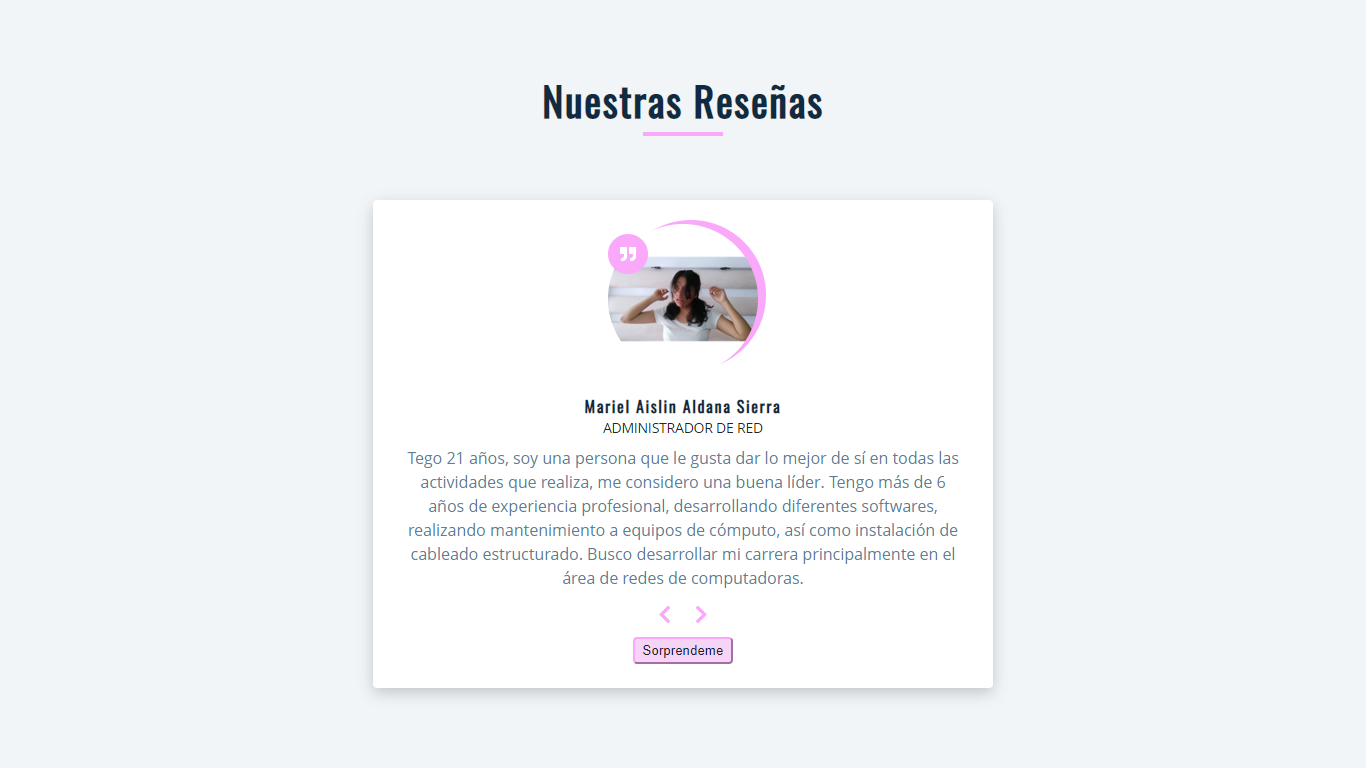 Nuestras Reseñas
Mariel Aislin Aldana Sierra
ADMINISTRADOR DE RED
Tego 21 años, soy una persona que le gusta dar lo mejor de sí en todas las
actividades que realiza, me considero una buena líder. Tengo más de 6
años de experiencia profesional, desarrollando diferentes softwares,
realizando mantenimiento a equipos de cómputo, así como instalación de
cableado estructurado. Busco desarrollar mi carrera principalmente en el
área de redes de computadoras.
Sorprendeme